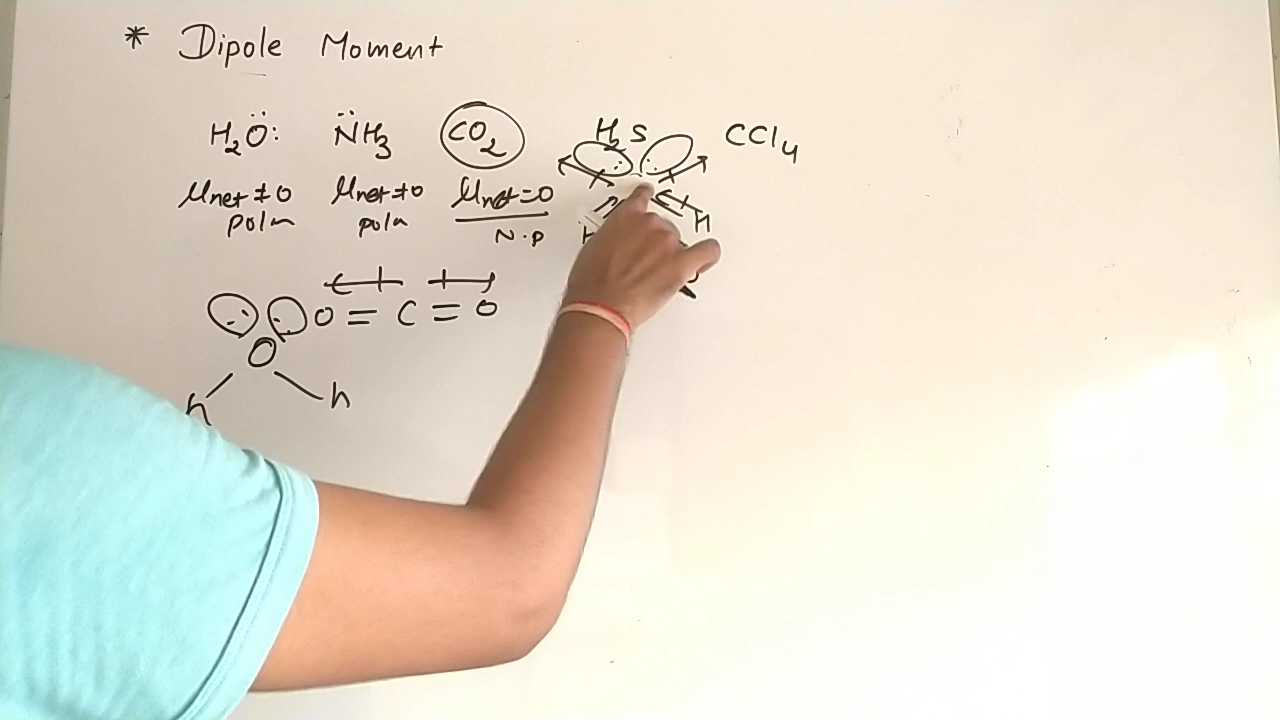 * Dipole Moment
H₂Ö: N̈H₃ CO₂ H₂S CCl₄
μnet ≠ 0 μnet ≠ 0 μnet = 0
polar polar N.p
H H
O = C = O
O
h h